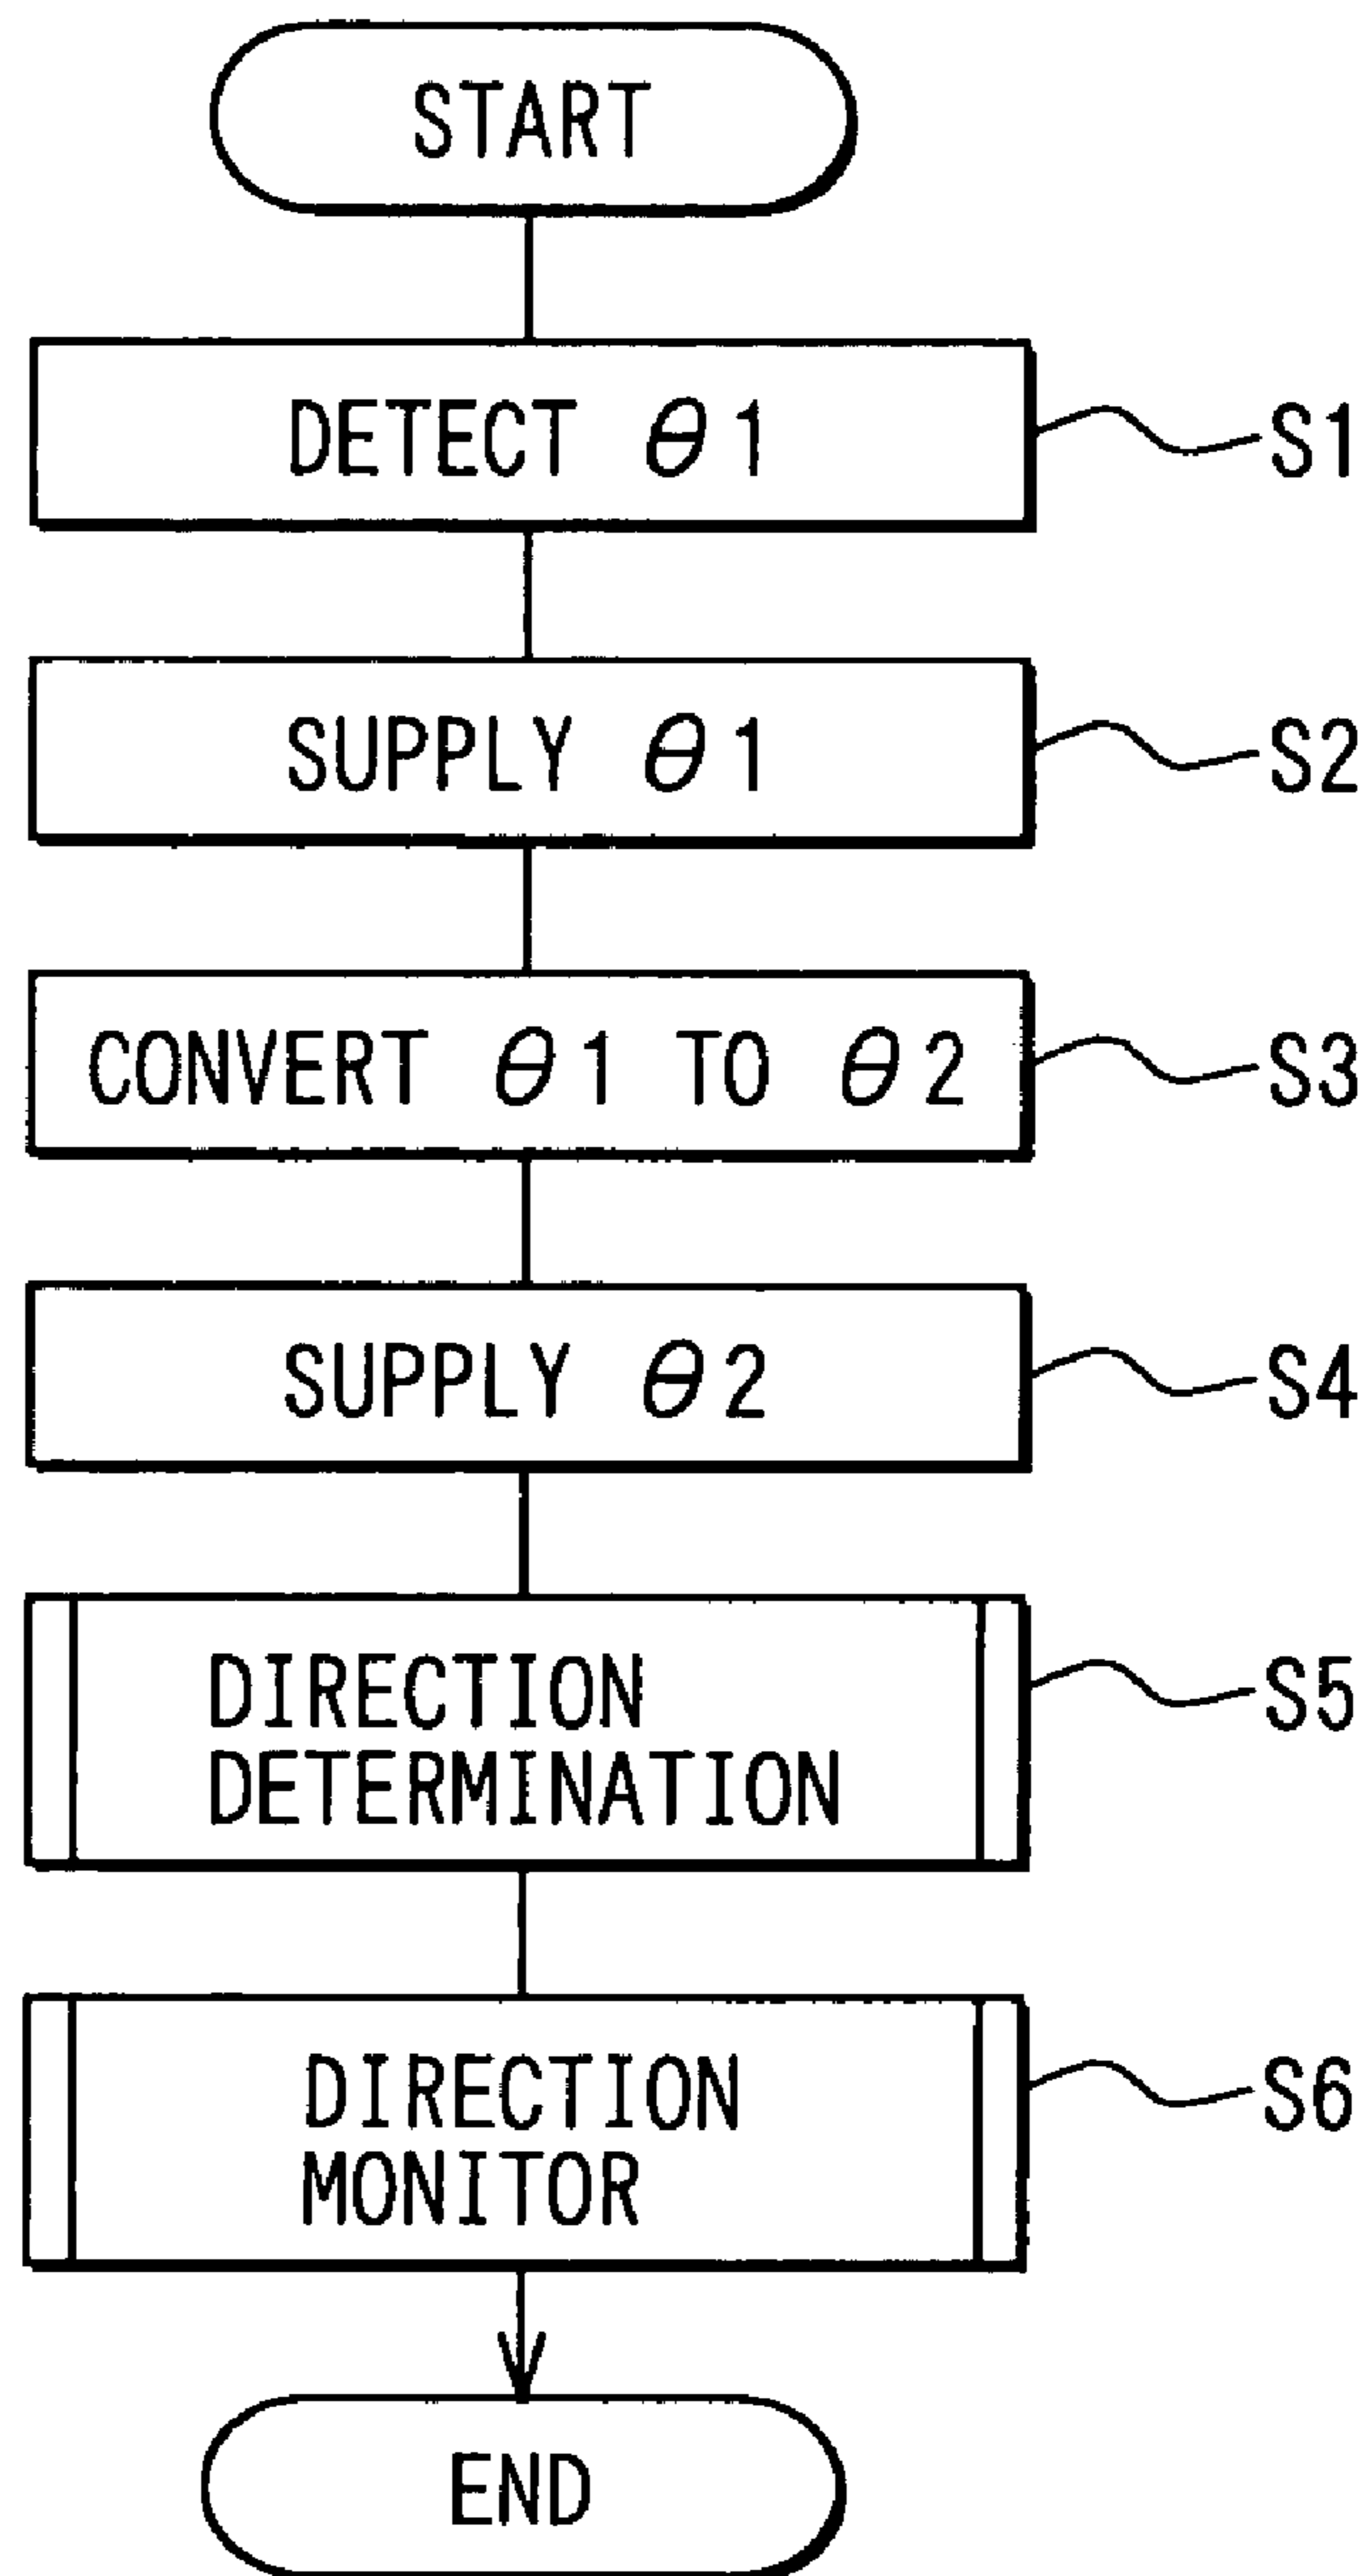 START
DETECT θ1
S1
SUPPLY θ1
S2
CONVERT θ1 TO θ2
S3
SUPPLY θ2
S4
DIRECTION
DETERMINATION
S5
DIRECTION
MONITOR
S6
END